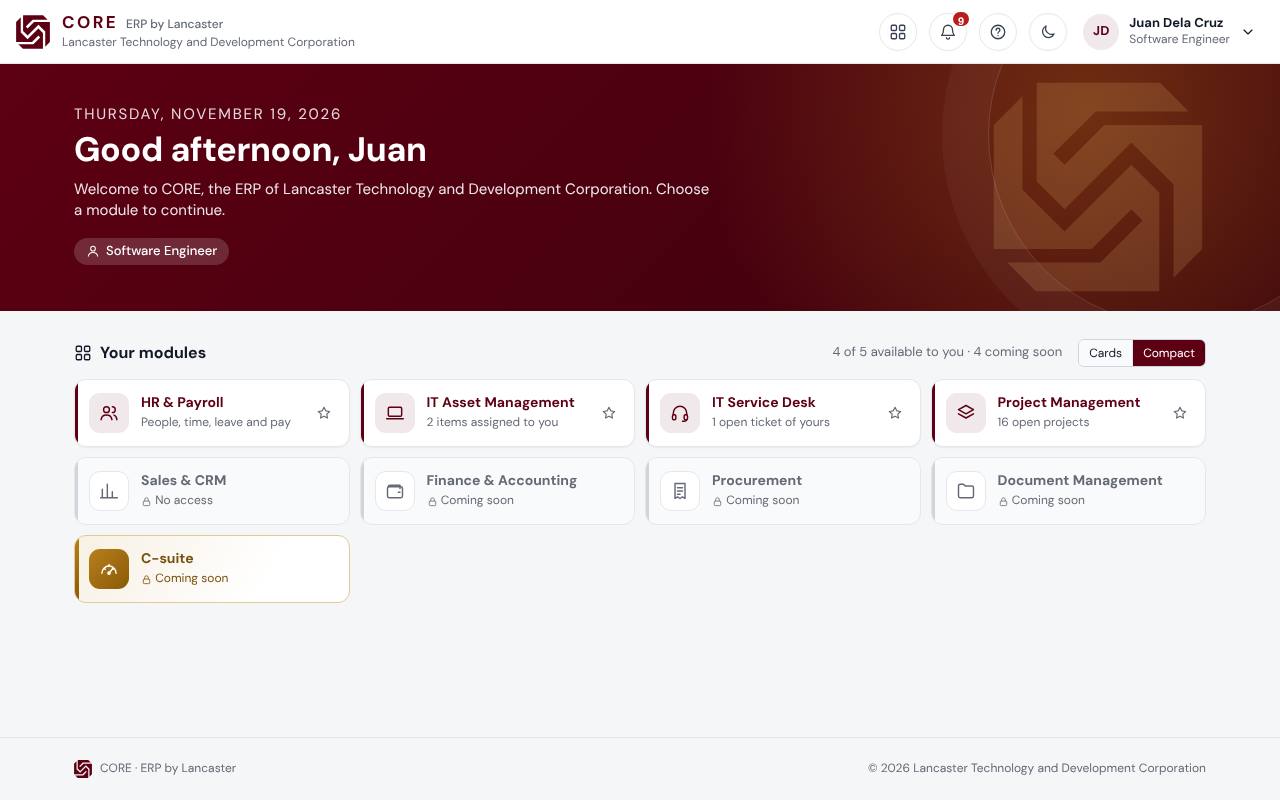 CORE ERP by Lancaster
Lancaster Technology and Development Corporation
9
JD
Juan Dela Cruz
Software Engineer
THURSDAY, NOVEMBER 19, 2026
Good afternoon, Juan
Welcome to CORE, the ERP of Lancaster Technology and Development Corporation. Choose
a module to continue.
Software Engineer
Your modules
4 of 5 available to you · 4 coming soon
Cards
Compact
HR & Payroll
People, time, leave and pay
IT Asset Management
2 items assigned to you
IT Service Desk
1 open ticket of yours
Project Management
16 open projects
Sales & CRM
No access
Finance & Accounting
Coming soon
Procurement
Coming soon
Document Management
Coming soon
C-suite
Coming soon
CORE · ERP by Lancaster
© 2026 Lancaster Technology and Development Corporation